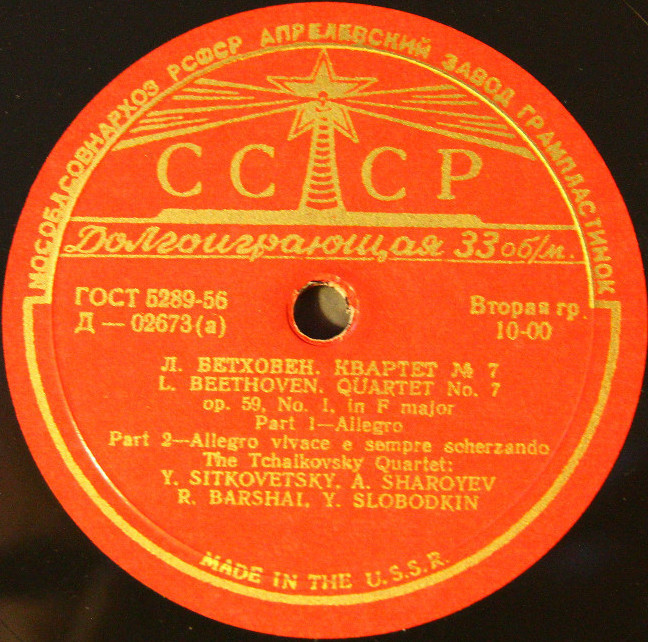 МОСОБЛСОВНАРХОЗ РСФСР АПРЕЛЕВСКИЙ ЗАВОД ГРАМПЛАСТИНОК
СССР
Долгоиграющая 33 об/м.
ГОСТ 5289-56
Д — 02673(а)
Вторая гр.
10-00
Л. БЕТХОВЕН. КВАРТЕТ № 7
L. BEETHOVEN. QUARTET No. 7
op. 59, No. 1, in F major
Part 1—Allegro
Part 2—Allegro vivace e sempre scherzando
The Tchaikovsky Quartet:
Y. SITKOVETSKY, A. SHAROYEV
R. BARSHAI, Y. SLOBODKIN
MADE IN THE U.S.S.R.